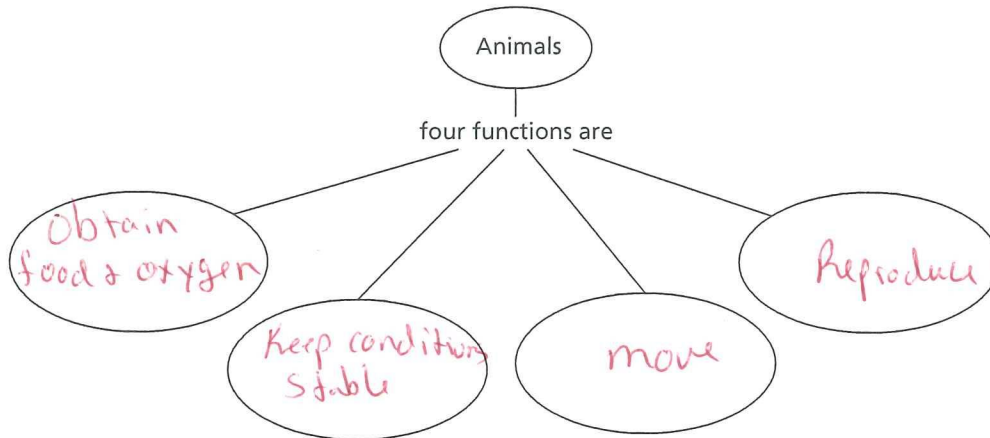 Animals
four functions are
Obtain
food & oxygen
Keep conditions
Stable
move
Reproduce